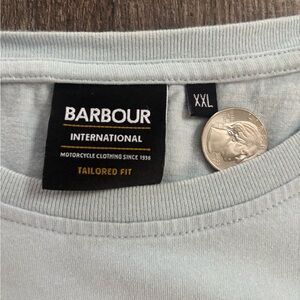 BARBOUR
INTERNATIONAL
MOTORCYCLE CLOTHING SINCE 1936
TAILORED FIT
XXL